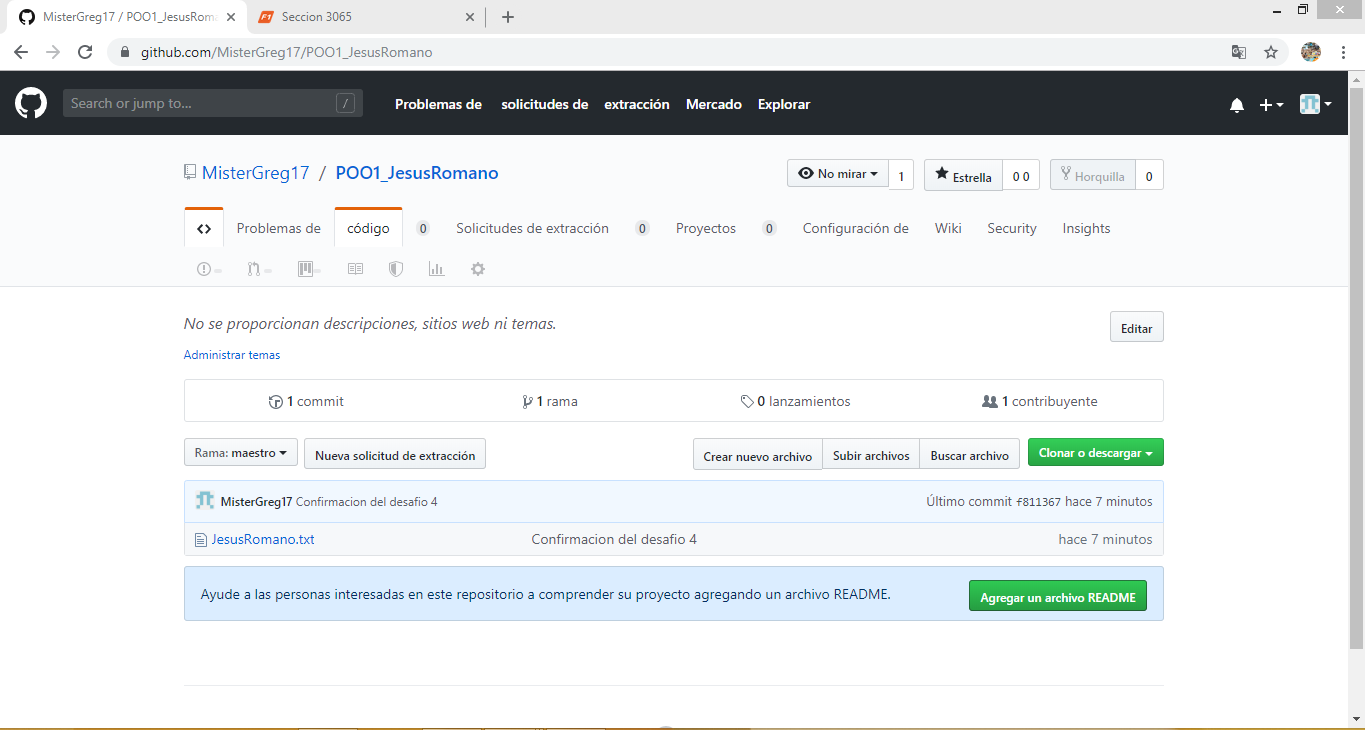 MisterGreg17 / POO1_JesusRoma
Seccion 3065
github.com/MisterGreg17/POO1_JesusRomano
Search or jump to... /
Problemas de solicitudes de extracción Mercado Explorar
MisterGreg17 / POO1_JesusRomano
No mirar 1 Estrella 0 0 Horquilla 0
Problemas de código 0 Solicitudes de extracción 0 Proyectos 0 Configuración de Wiki Security Insights
No se proporcionan descripciones, sitios web ni temas.
Editar
Administrar temas
1 commit 1 rama 0 lanzamientos 1 contribuyente
Rama: maestro Nueva solicitud de extracción Crear nuevo archivo Subir archivos Buscar archivo Clonar o descargar
MisterGreg17 Confirmacion del desafio 4 Último commit f811367 hace 7 minutos
JesusRomano.txt Confirmacion del desafio 4 hace 7 minutos
Ayude a las personas interesadas en este repositorio a comprender su proyecto agregando un archivo README. Agregar un archivo README